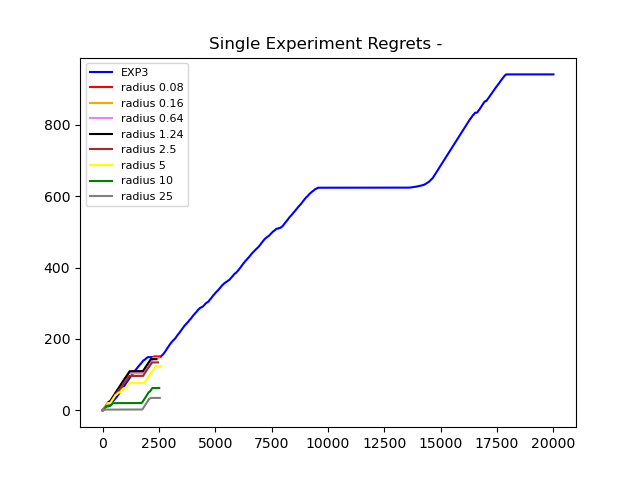 Single Experiment Regrets -
EXP3
radius 0.08
radius 0.16
radius 0.64
radius 1.24
radius 2.5
radius 5
radius 10
radius 25
800
600
400
200
0
0 2500 5000 7500 10000 12500 15000 17500 20000